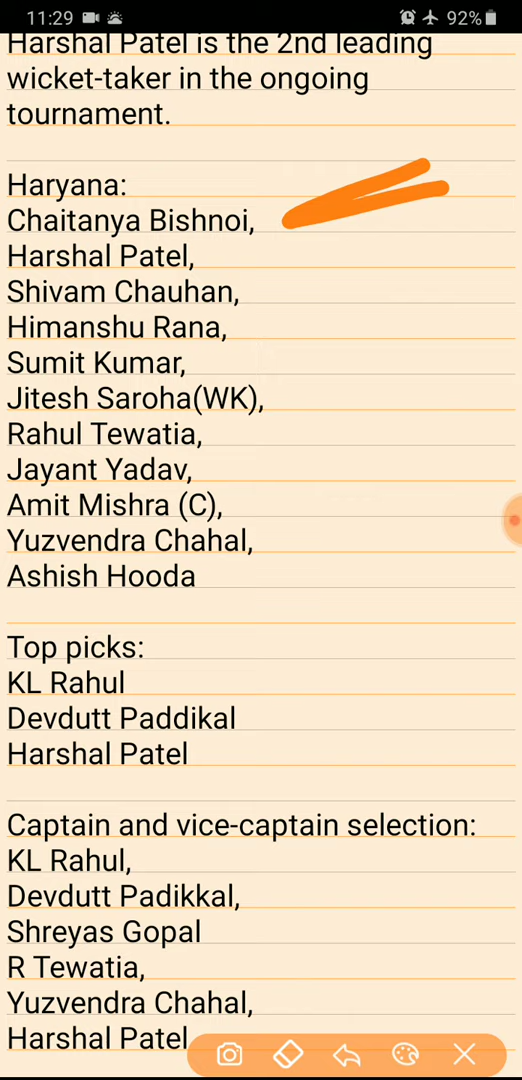 11:29 92%
Harshal Patel is the 2nd leading
wicket-taker in the ongoing
tournament.
Haryana:
Chaitanya Bishnoi,
Harshal Patel,
Shivam Chauhan,
Himanshu Rana,
Sumit Kumar,
Jitesh Saroha(WK),
Rahul Tewatia,
Jayant Yadav,
Amit Mishra (C),
Yuzvendra Chahal,
Ashish Hooda
Top picks:
KL Rahul
Devdutt Paddikal
Harshal Patel
Captain and vice-captain selection:
KL Rahul,
Devdutt Padikkal,
Shreyas Gopal
R Tewatia,
Yuzvendra Chahal,
Harshal Patel